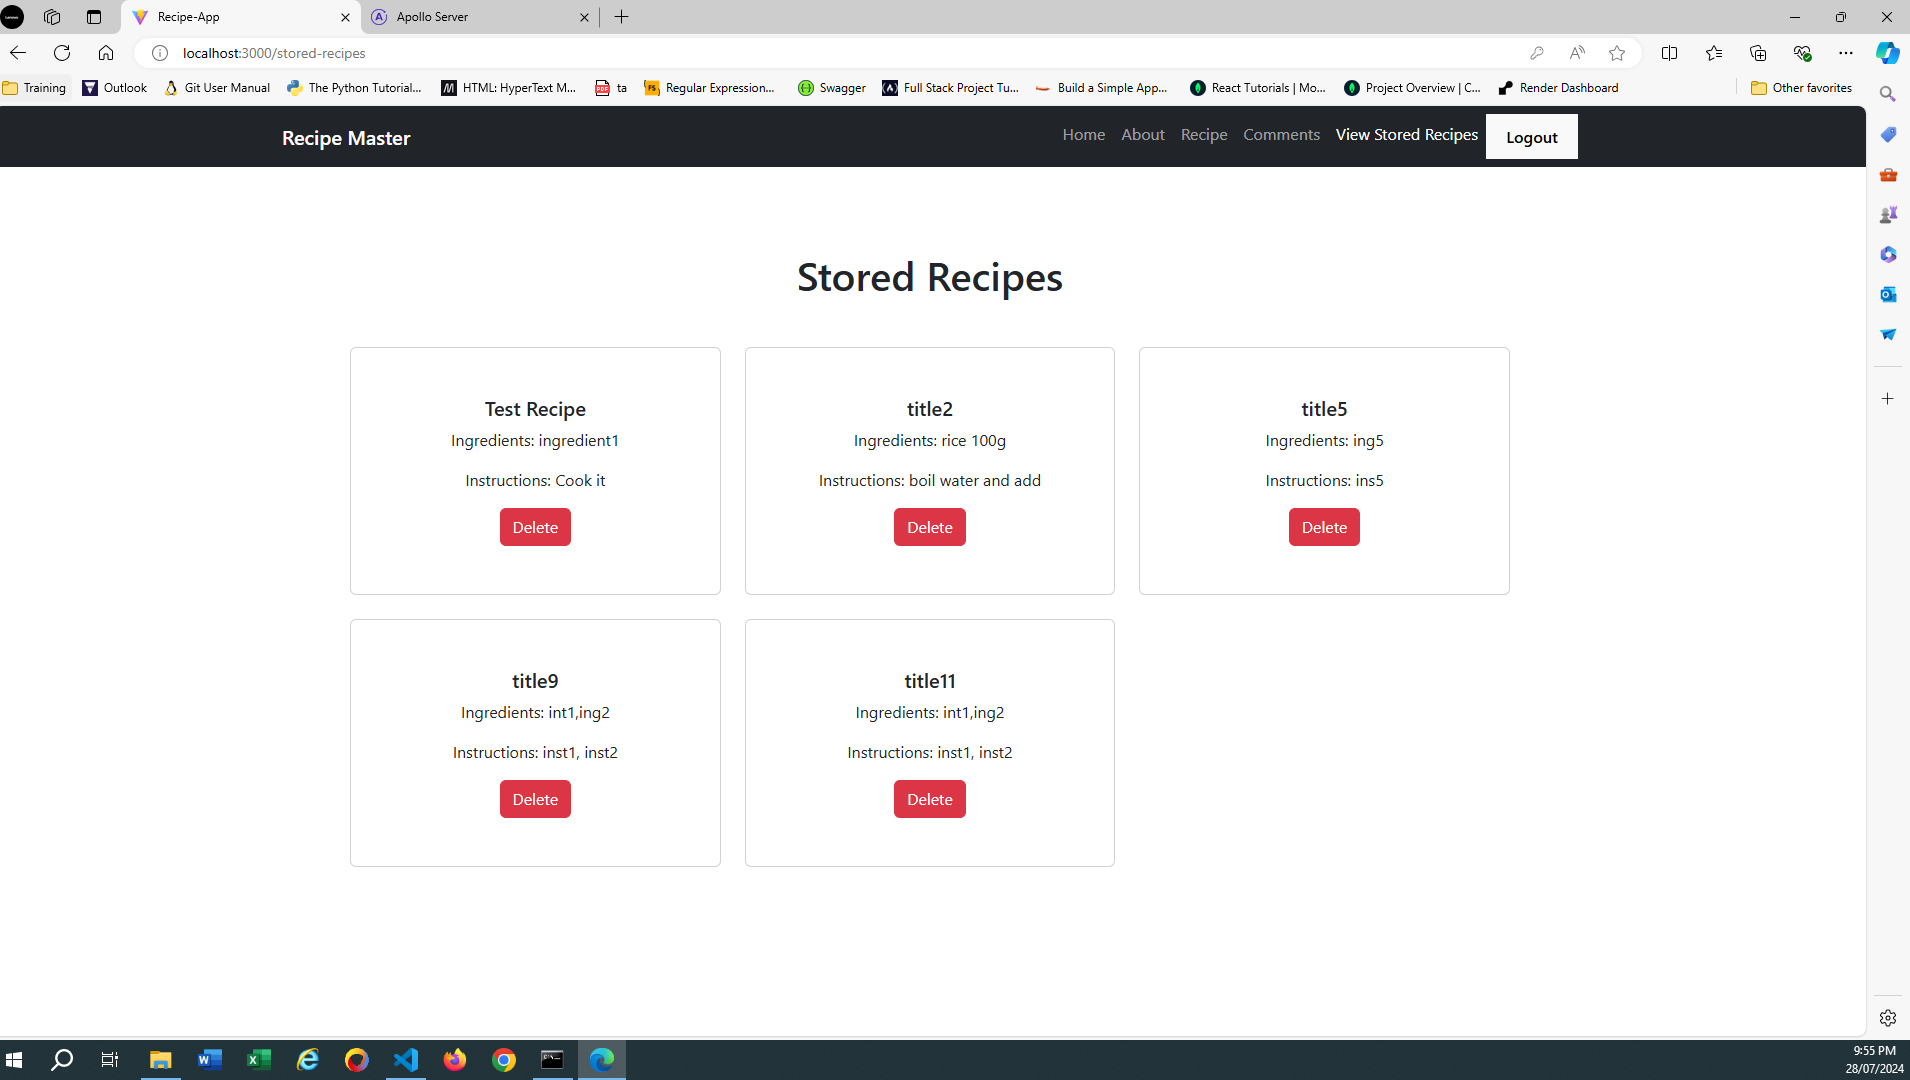 Recipe-App
Apollo Server
localhost:3000/stored-recipes
Training
Outlook
Git User Manual
The Python Tutorial...
HTML: HyperText M...
ta
Regular Expression...
Swagger
Full Stack Project Tu...
Build a Simple App...
React Tutorials | Mo...
Project Overview | C...
Render Dashboard
Other favorites
Recipe Master
Home About Recipe Comments View Stored Recipes Logout
Stored Recipes
Test Recipe
Ingredients: ingredient1
Instructions: Cook it
Delete
title2
Ingredients: rice 100g
Instructions: boil water and add
Delete
title5
Ingredients: ing5
Instructions: ins5
Delete
title9
Ingredients: int1,ing2
Instructions: inst1, inst2
Delete
title11
Ingredients: int1,ing2
Instructions: inst1, inst2
Delete
9:55 PM
28/07/2024